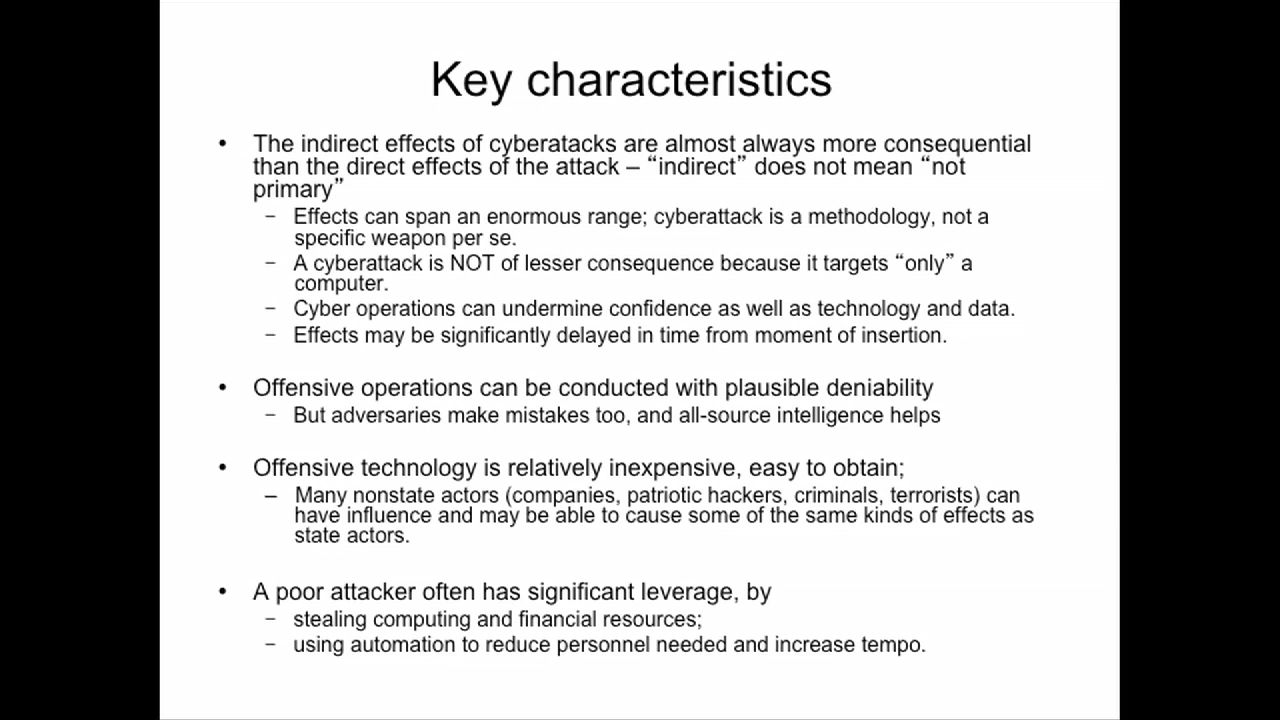 Key characteristics
• The indirect effects of cyberatacks are almost always more consequential
than the direct effects of the attack – “indirect” does not mean “not
primary”
– Effects can span an enormous range; cyberattack is a methodology, not a
specific weapon per se.
– A cyberattack is NOT of lesser consequence because it targets “only” a
computer.
– Cyber operations can undermine confidence as well as technology and data.
– Effects may be significantly delayed in time from moment of insertion.
• Offensive operations can be conducted with plausible deniability
– But adversaries make mistakes too, and all-source intelligence helps
• Offensive technology is relatively inexpensive, easy to obtain;
– Many nonstate actors (companies, patriotic hackers, criminals, terrorists) can
have influence and may be able to cause some of the same kinds of effects as
state actors.
• A poor attacker often has significant leverage, by
– stealing computing and financial resources;
– using automation to reduce personnel needed and increase tempo.